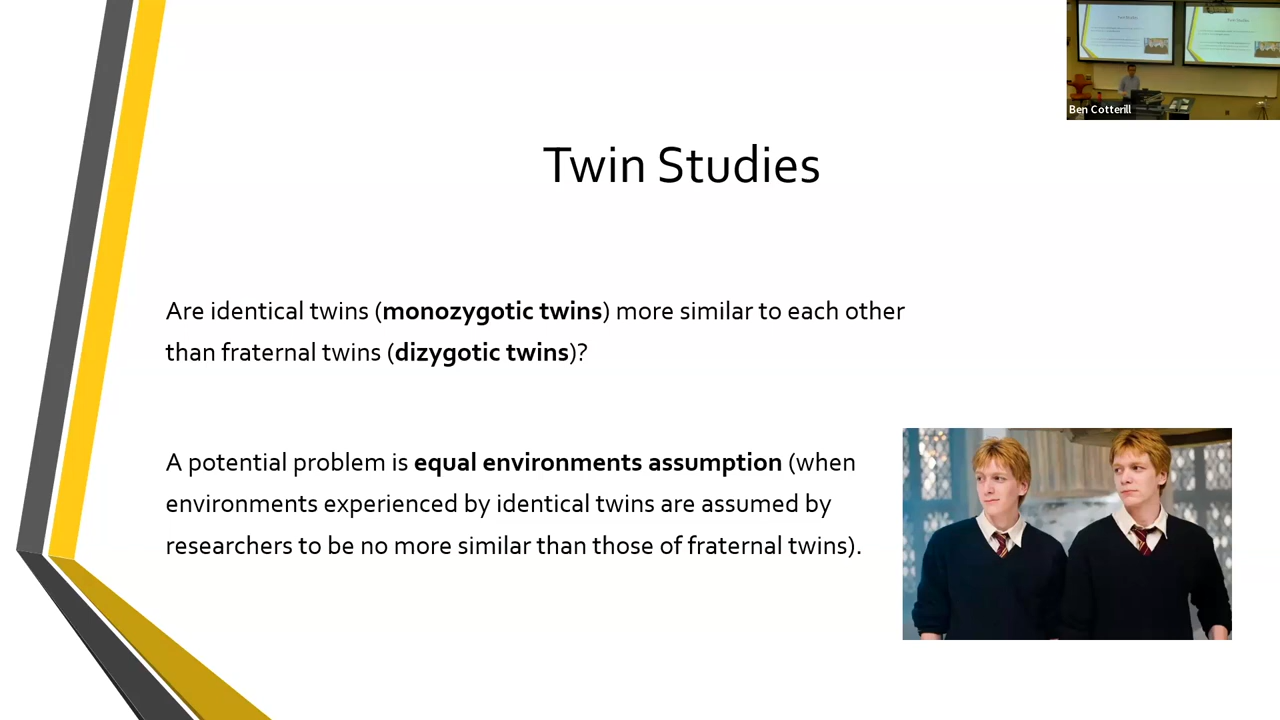 Ben Cotterill
Twin Studies
Are identical twins (monozygotic twins) more similar to each other
than fraternal twins (dizygotic twins)?
A potential problem is equal environments assumption (when
environments experienced by identical twins are assumed by
researchers to be no more similar than those of fraternal twins).